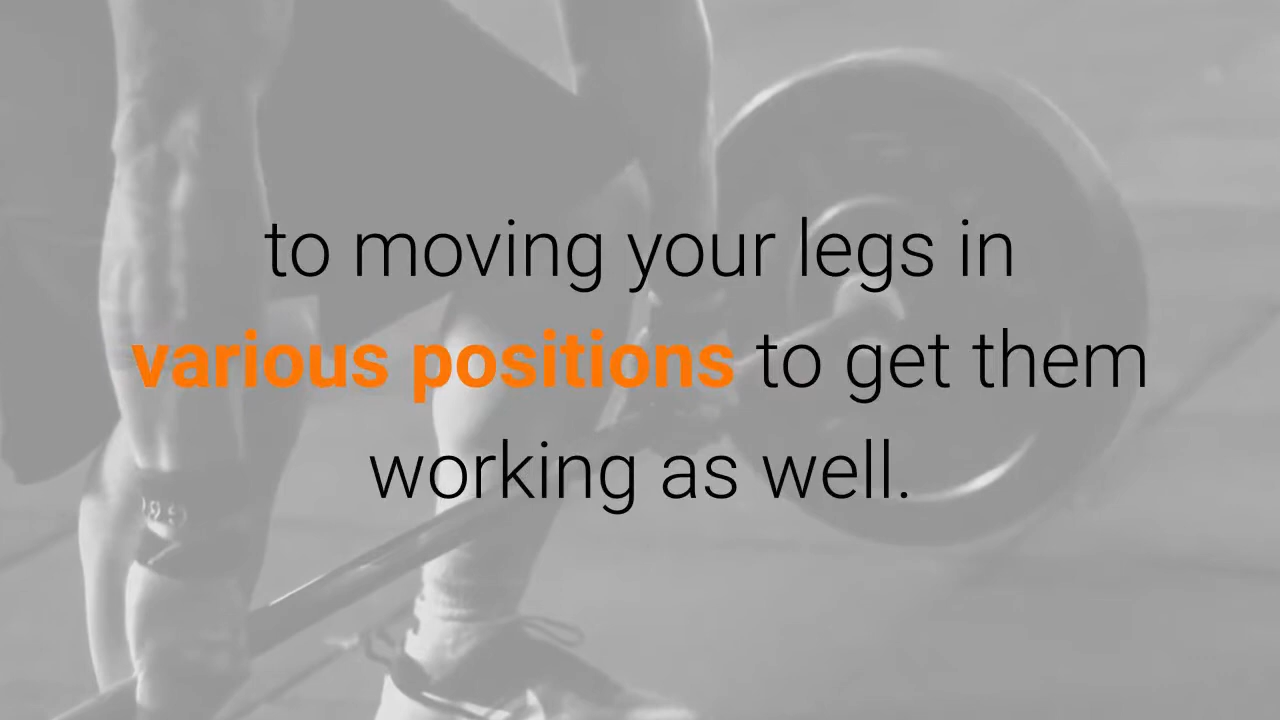 to moving your legs in
various positions to get them
working as well.